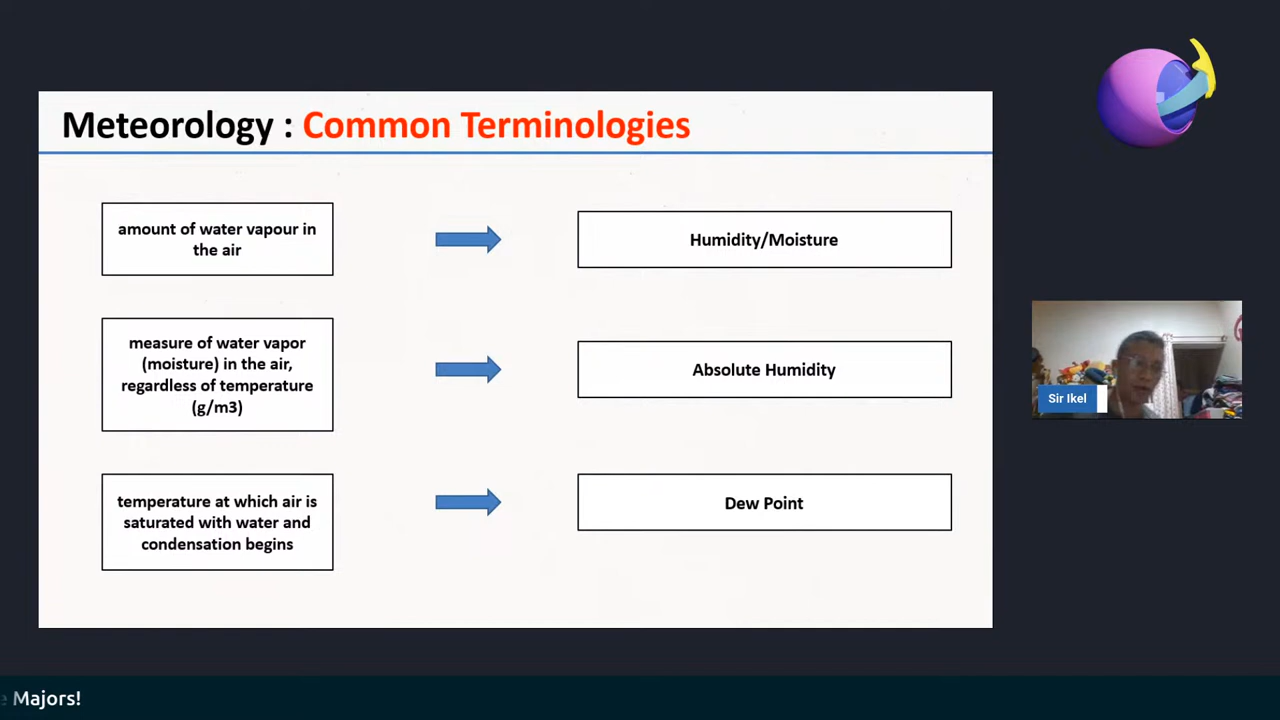 Meteorology : Common Terminologies
amount of water vapour in
the air
Humidity/Moisture
measure of water vapor
(moisture) in the air,
regardless of temperature
(g/m3)
Absolute Humidity
temperature at which air is
saturated with water and
condensation begins
Dew Point
Sir Ikel
Majors!